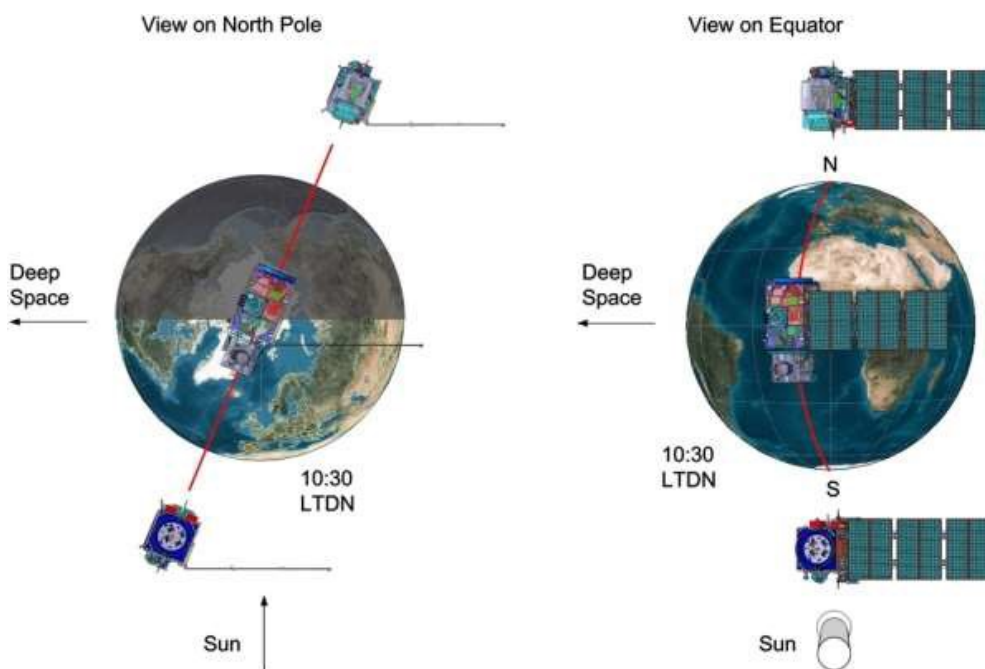 View on North Pole
Deep
Space
10:30
LTDN
Sun
View on Equator
N
Deep
Space
10:30
LTDN
S
Sun